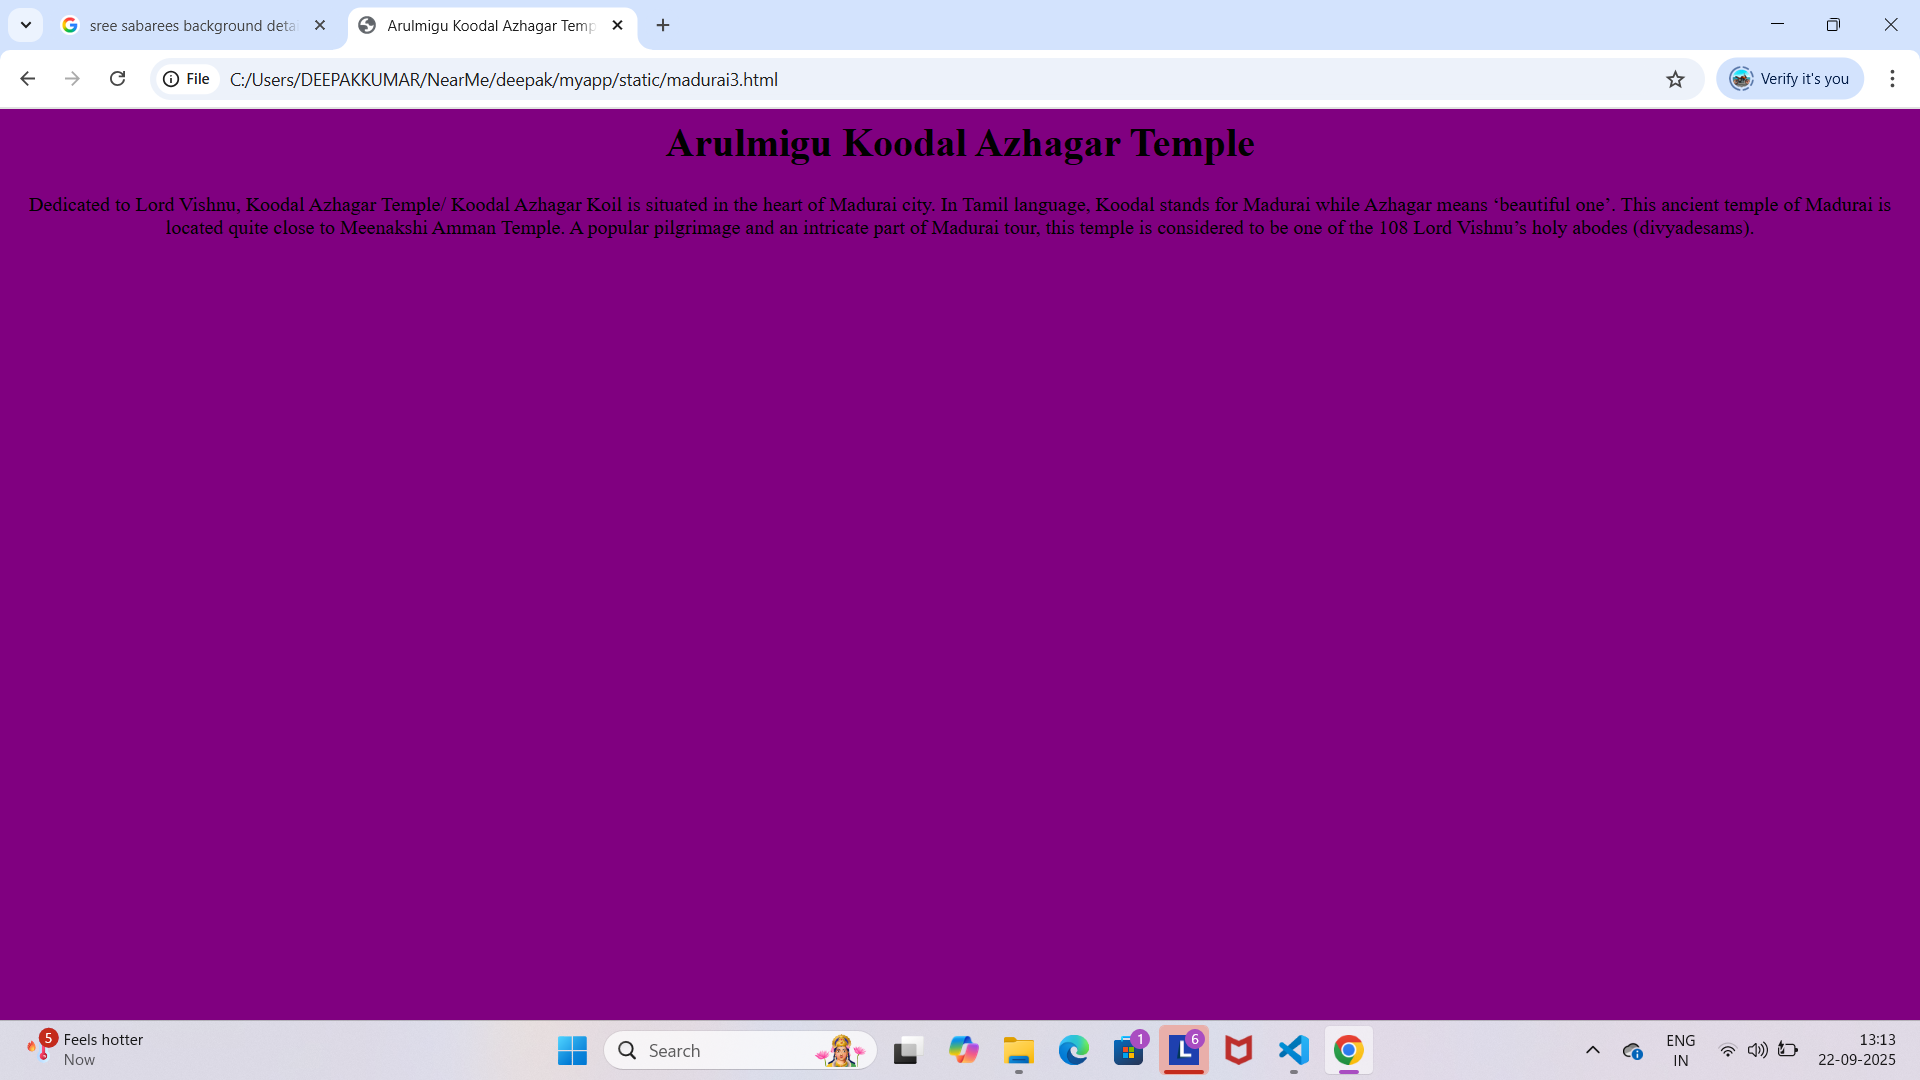 sree sabarees background deta
Arulmigu Koodal Azhagar Temp
File
C:/Users/DEEPAKKUMAR/NearMe/deepak/myapp/static/madurai3.html
Verify it's you
Arulmigu Koodal Azhagar Temple
Dedicated to Lord Vishnu, Koodal Azhagar Temple/ Koodal Azhagar Koil is situated in the heart of Madurai city. In Tamil language, Koodal stands for Madurai while Azhagar means ‘beautiful one’. This ancient temple of Madurai is
located quite close to Meenakshi Amman Temple. A popular pilgrimage and an intricate part of Madurai tour, this temple is considered to be one of the 108 Lord Vishnu’s holy abodes (divyadesams).
5
Feels hotter
Now
Search
1
L
6
ENG
IN
13:13
22-09-2025